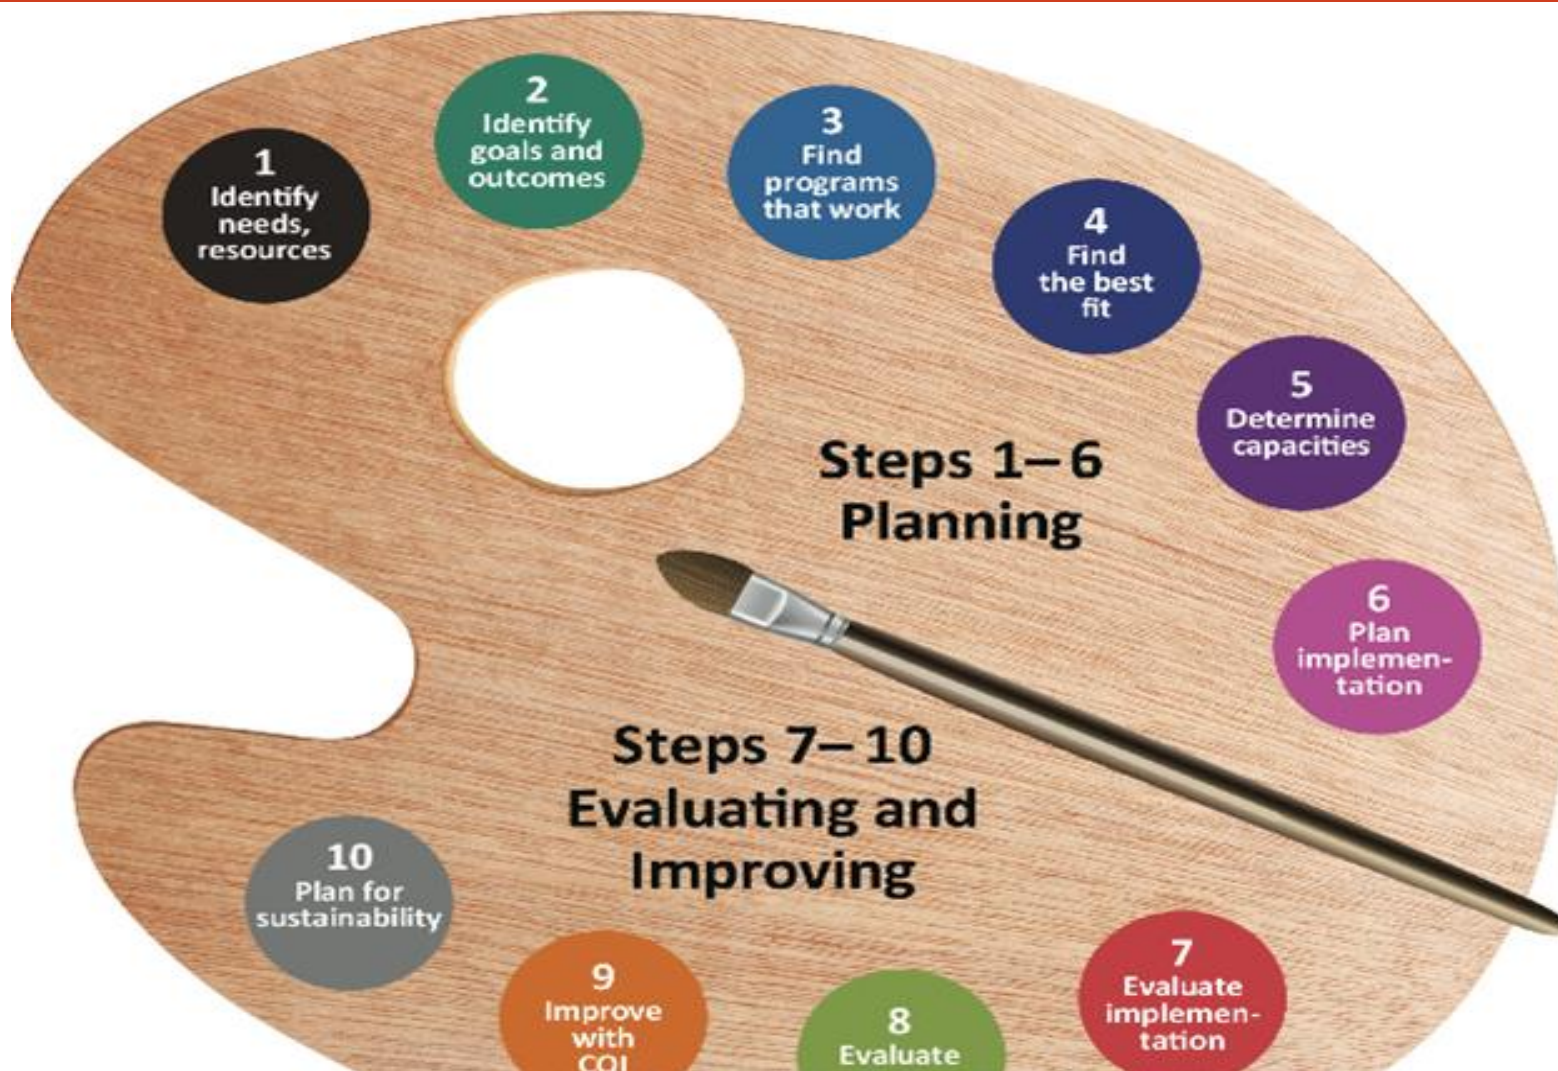 1
Identify
needs,
resources
2
Identify
goals and
outcomes
3
Find
programs
that work
4
Find
the best
fit
5
Determine
capacities
6
Plan
implemen-
tation
Steps 1–6
Planning
Steps 7–10
Evaluating and
Improving
7
Evaluate
implemen-
tation
8
Evaluate
9
Improve
with
CQI
10
Plan for
sustainability